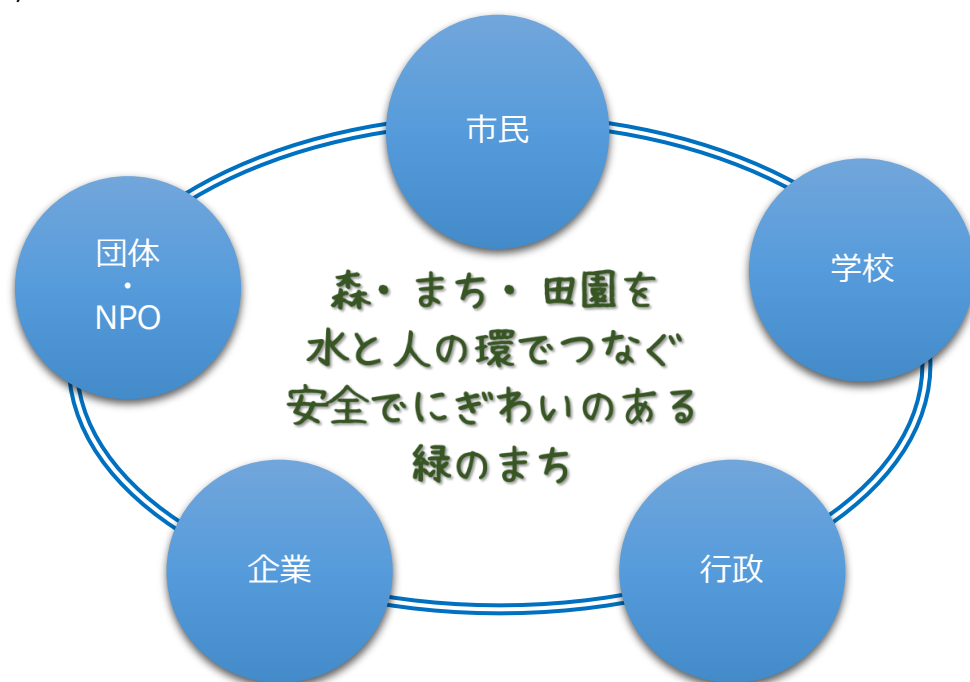 市民
団体
・
NPO
学校
森・まち・田園を
水と人の環でつなぐ
安全でにぎわいのある
緑のまち
企業
行政